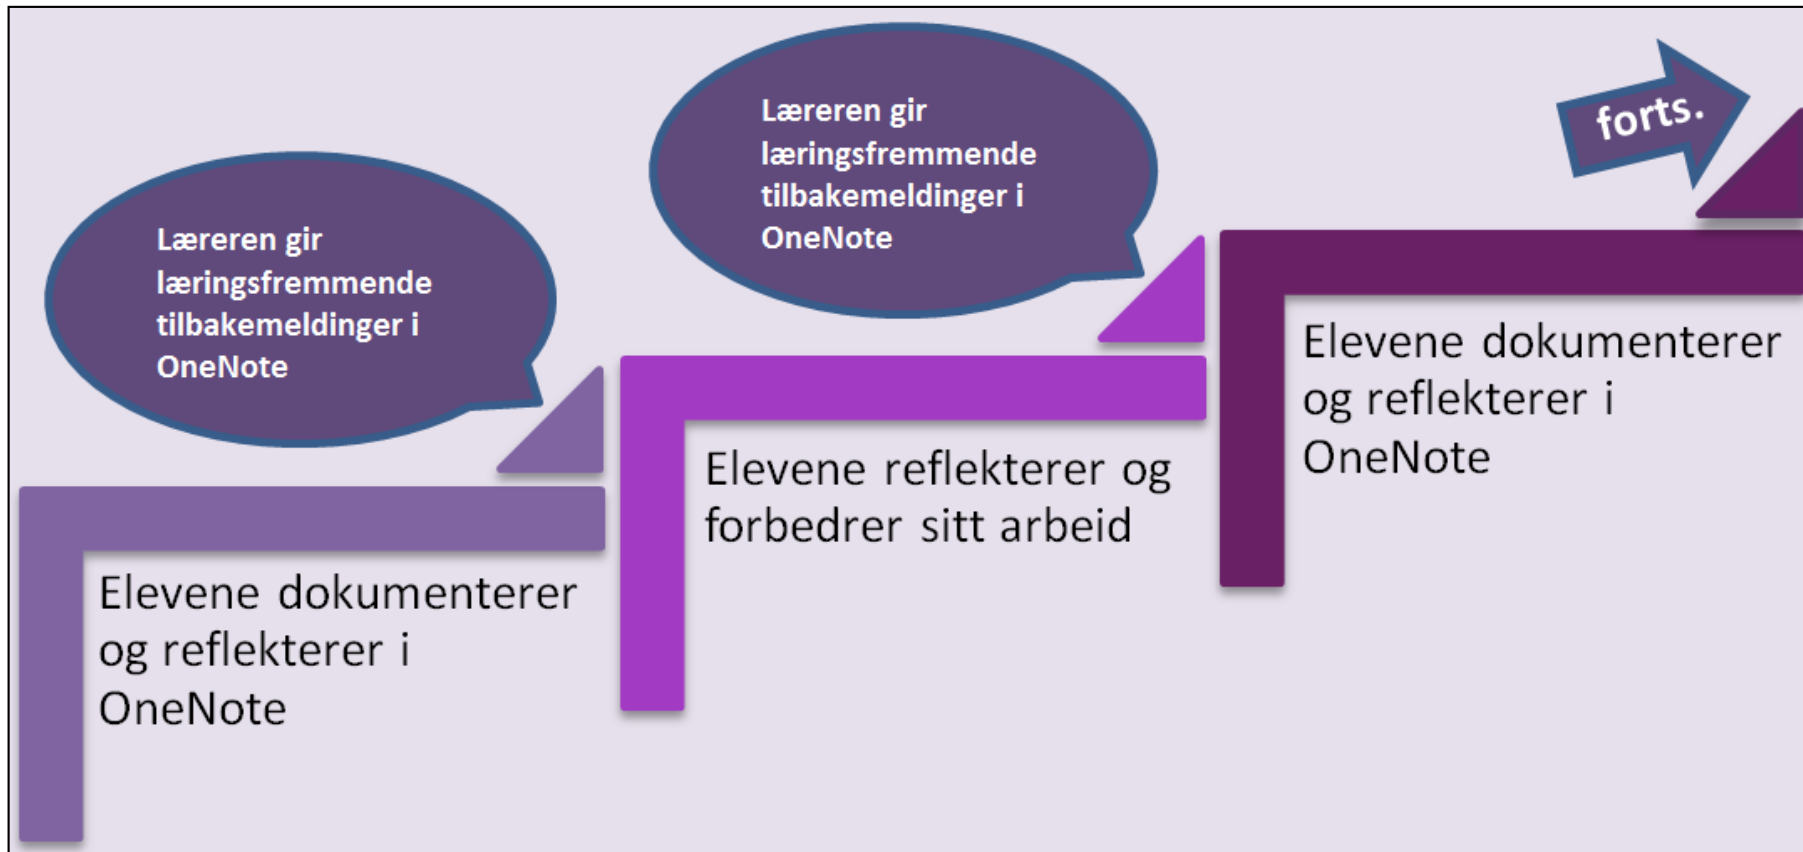 Læreren gir
læringsfremmende
tilbakemeldinger i
OneNote
Elevene dokumenterer
og reflekterer i
OneNote
Læreren gir
læringsfremmende
tilbakemeldinger i
OneNote
Elevene reflekterer og
forbedrer sitt arbeid
forts.
Elevene dokumenterer
og reflekterer i
OneNote